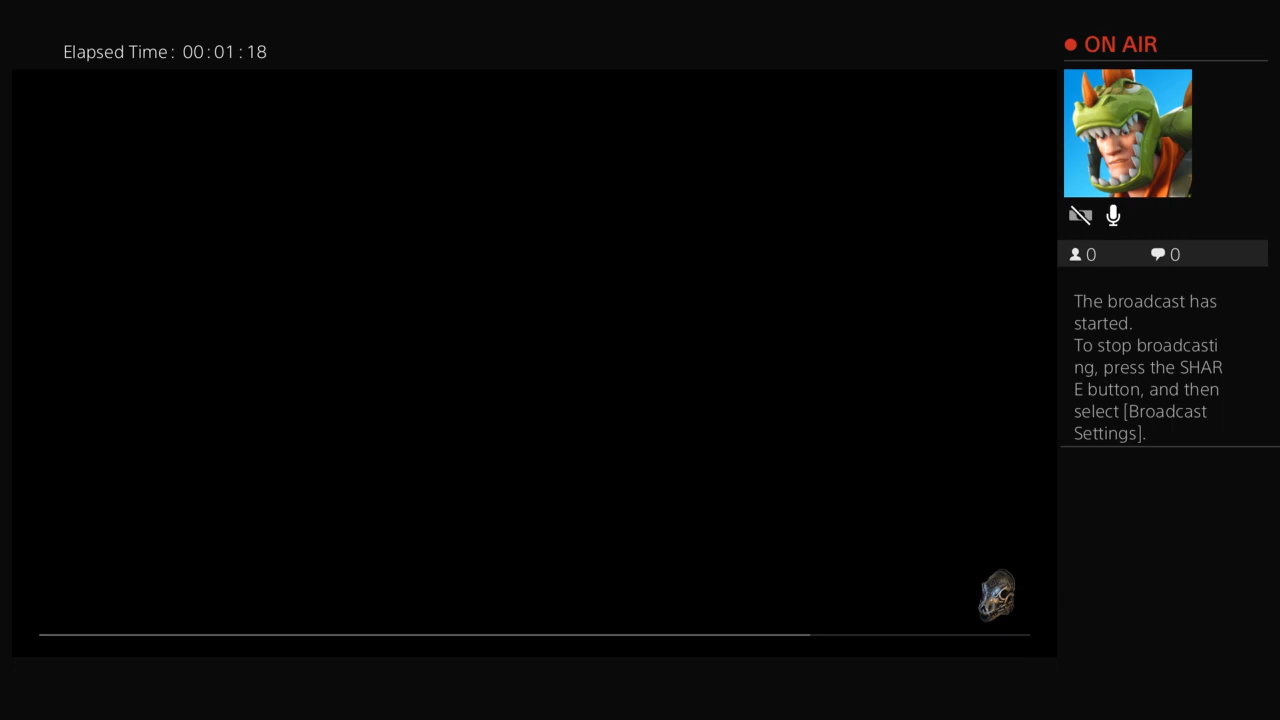 Elapsed Time: 00:01:18
ON AIR
0
0
The broadcast has
started.
To stop broadcasti
ng, press the SHAR
E button, and then
select [Broadcast
Settings].